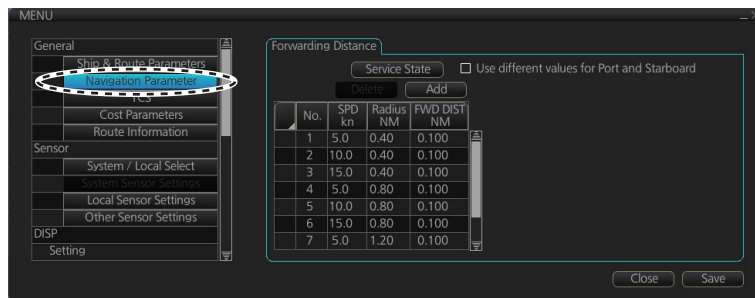 MENU
General
Ship & Route Parameters
Navigation Parameter
TCS
Cost Parameters
Route Information
Sensor
System / Local Select
System Sensor Settings
Local Sensor Settings
Other Sensor Settings
DISP
Setting
Forwarding Distance
Service State
Use different values for Port and Starboard
Delete Add
No. SPD kn Radius NM FWD DIST NM
1 5.0 0.40 0.100
2 10.0 0.40 0.100
3 15.0 0.40 0.100
4 5.0 0.80 0.100
5 10.0 0.80 0.100
6 15.0 0.80 0.100
7 5.0 1.20 0.100
Close Save